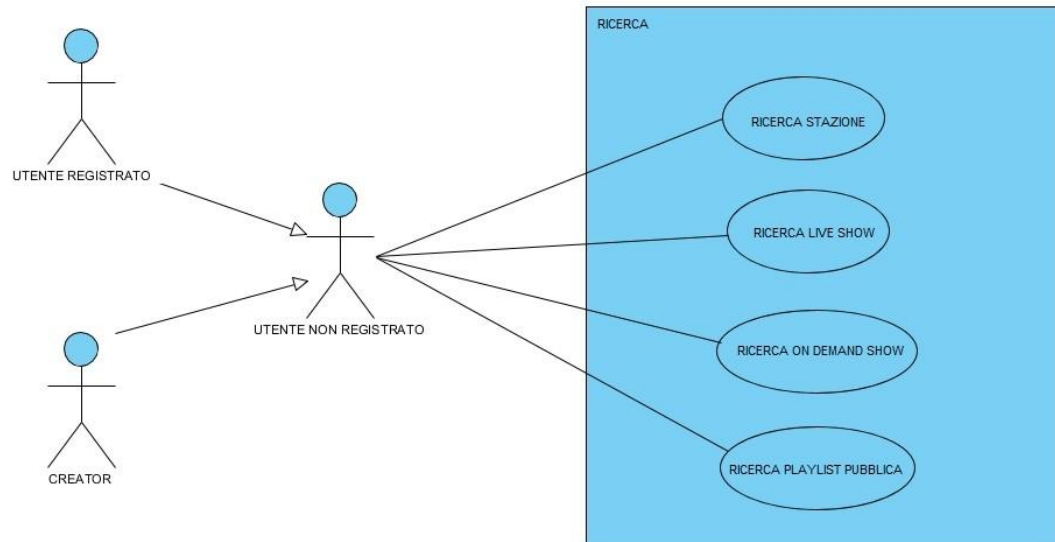 RICERCA
UTENTE REGISTRATO
UTENTE NON REGISTRATO
CREATOR
RICERCA STAZIONE
RICERCA LIVE SHOW
RICERCA ON DEMAND SHOW
RICERCA PLAYLIST PUBBLICA